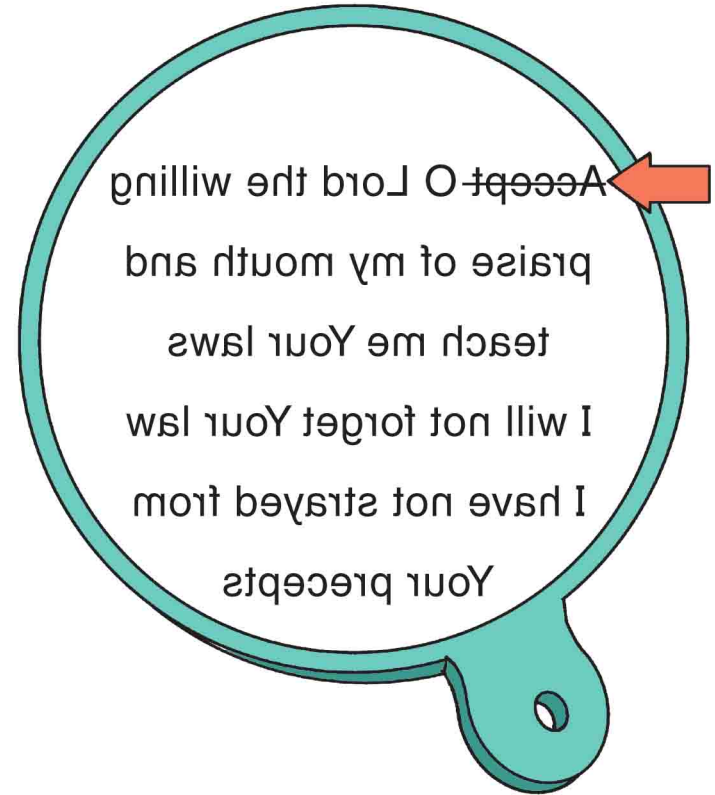 Accept O Lord the willing
praise of my mouth and
teach me Your laws
I will not forget Your law
I have not strayed from
Your precepts